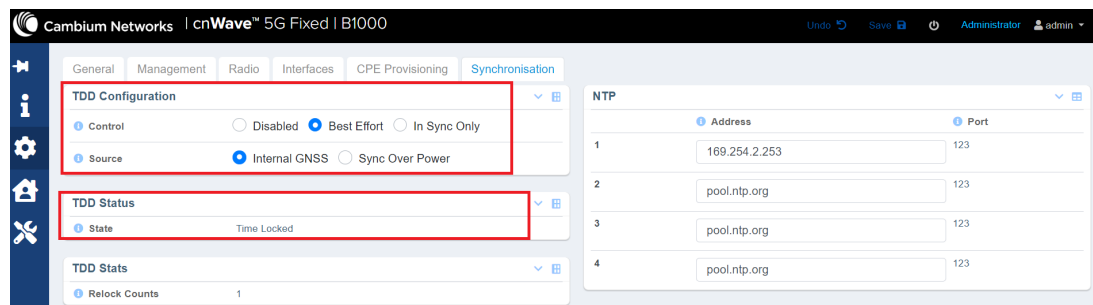 Cambium Networks | cnWave™ 5G Fixed | B1000
Undo Save Administrator admin
General Management Radio Interfaces CPE Provisioning Synchronisation
TDD Configuration
Control Disabled Best Effort In Sync Only
Source Internal GNSS Sync Over Power
TDD Status
State Time Locked
TDD Stats
Relock Counts 1
NTP
Address Port
1 169.254.2.253 123
2 pool.ntp.org 123
3 pool.ntp.org 123
4 pool.ntp.org 123